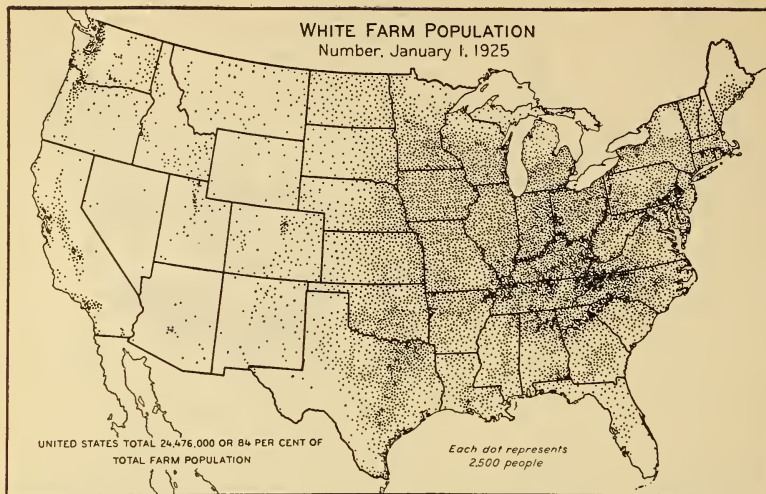 WHITE FARM POPULATION
Number, January 1, 1925
UNITED STATES TOTAL 24,476,000 OR 84 PER CENT OF
TOTAL FARM POPULATION
Each dot represents
2,500 people